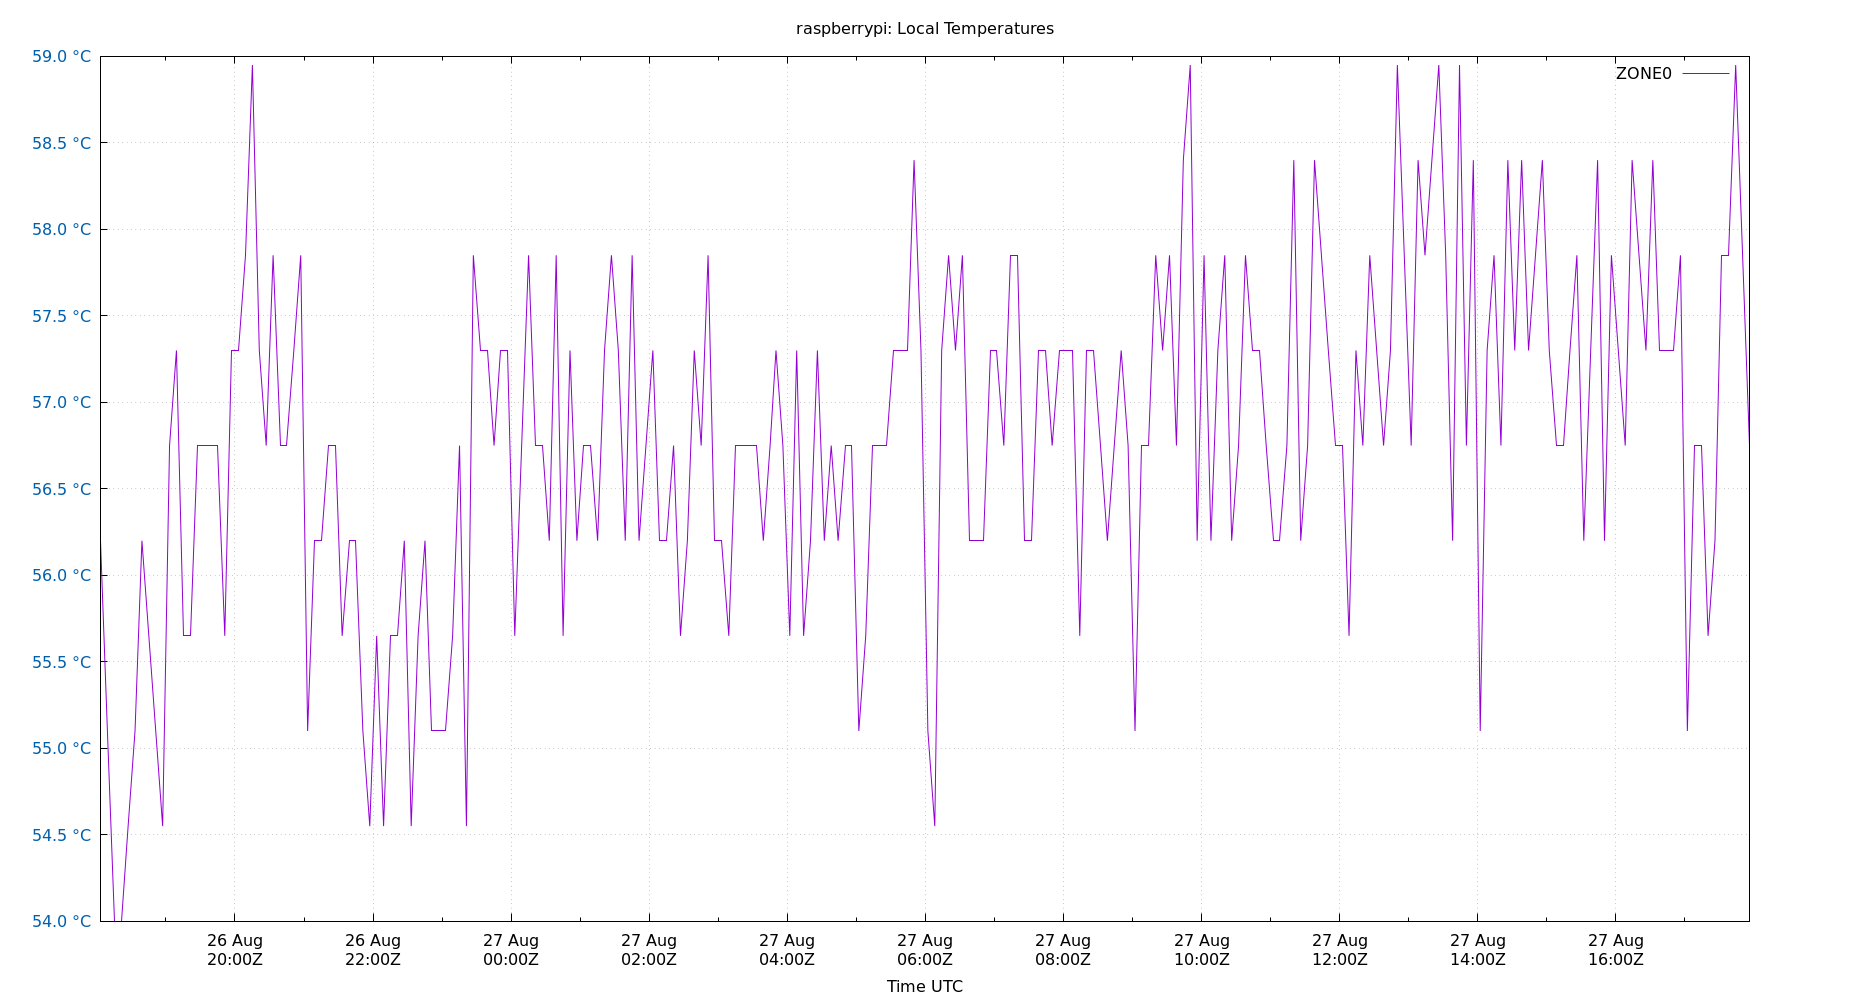 raspberrypi: Local Temperatures
59.0 °C
58.5 °C
58.0 °C
57.5 °C
57.0 °C
56.5 °C
56.0 °C
55.5 °C
55.0 °C
54.5 °C
54.0 °C
ZONE0
26 Aug 26 Aug 27 Aug 27 Aug 27 Aug 27 Aug 27 Aug 27 Aug 27 Aug 27 Aug 27 Aug
20:00Z 22:00Z 00:00Z 02:00Z 04:00Z 06:00Z 08:00Z 10:00Z 12:00Z 14:00Z 16:00Z
Time UTC